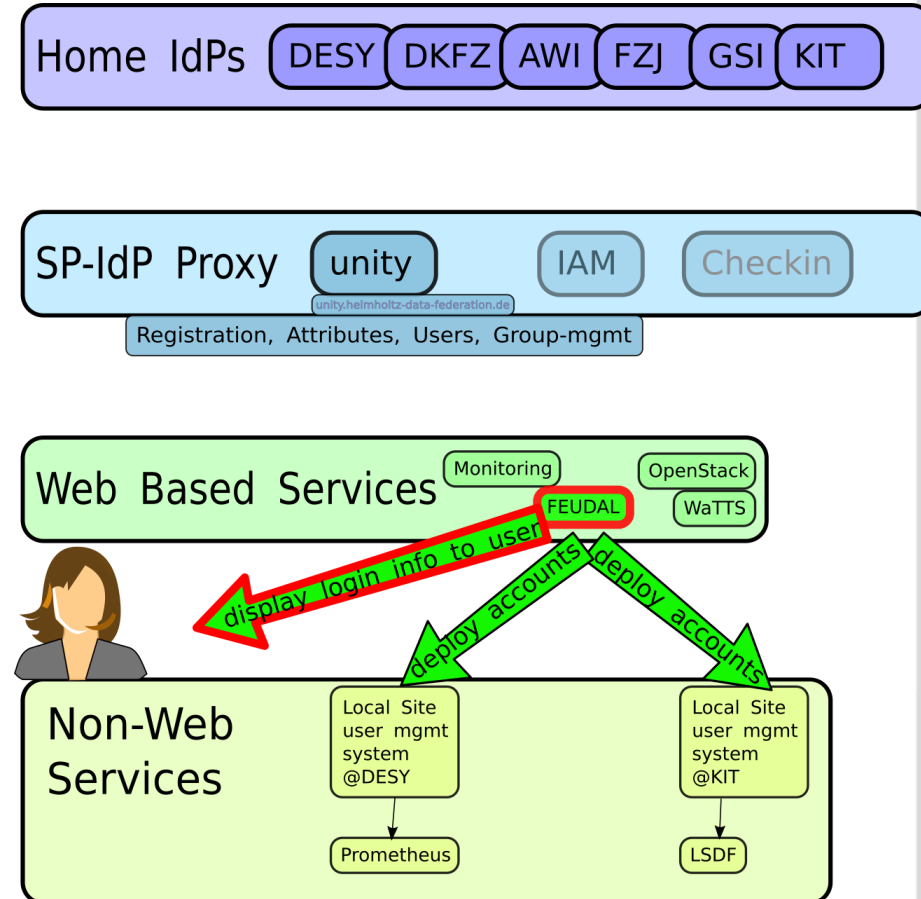 Home IdPs
DESY
DKFZ
AWI
FZJ
GSI
KIT
SP-IdP Proxy
unity
IAM
Checkin
unity.helmholtz-data-federation.de
Registration, Attributes, Users, Group-mgmt
Web Based Services
Monitoring
OpenStack
FEUDAL
WaTTS
display login info to user
deploy accounts
deploy accounts
Non-Web
Services
Local Site
user mgmt
system
@DESY
Local Site
user mgmt
system
@KIT
Prometheus
LSDF